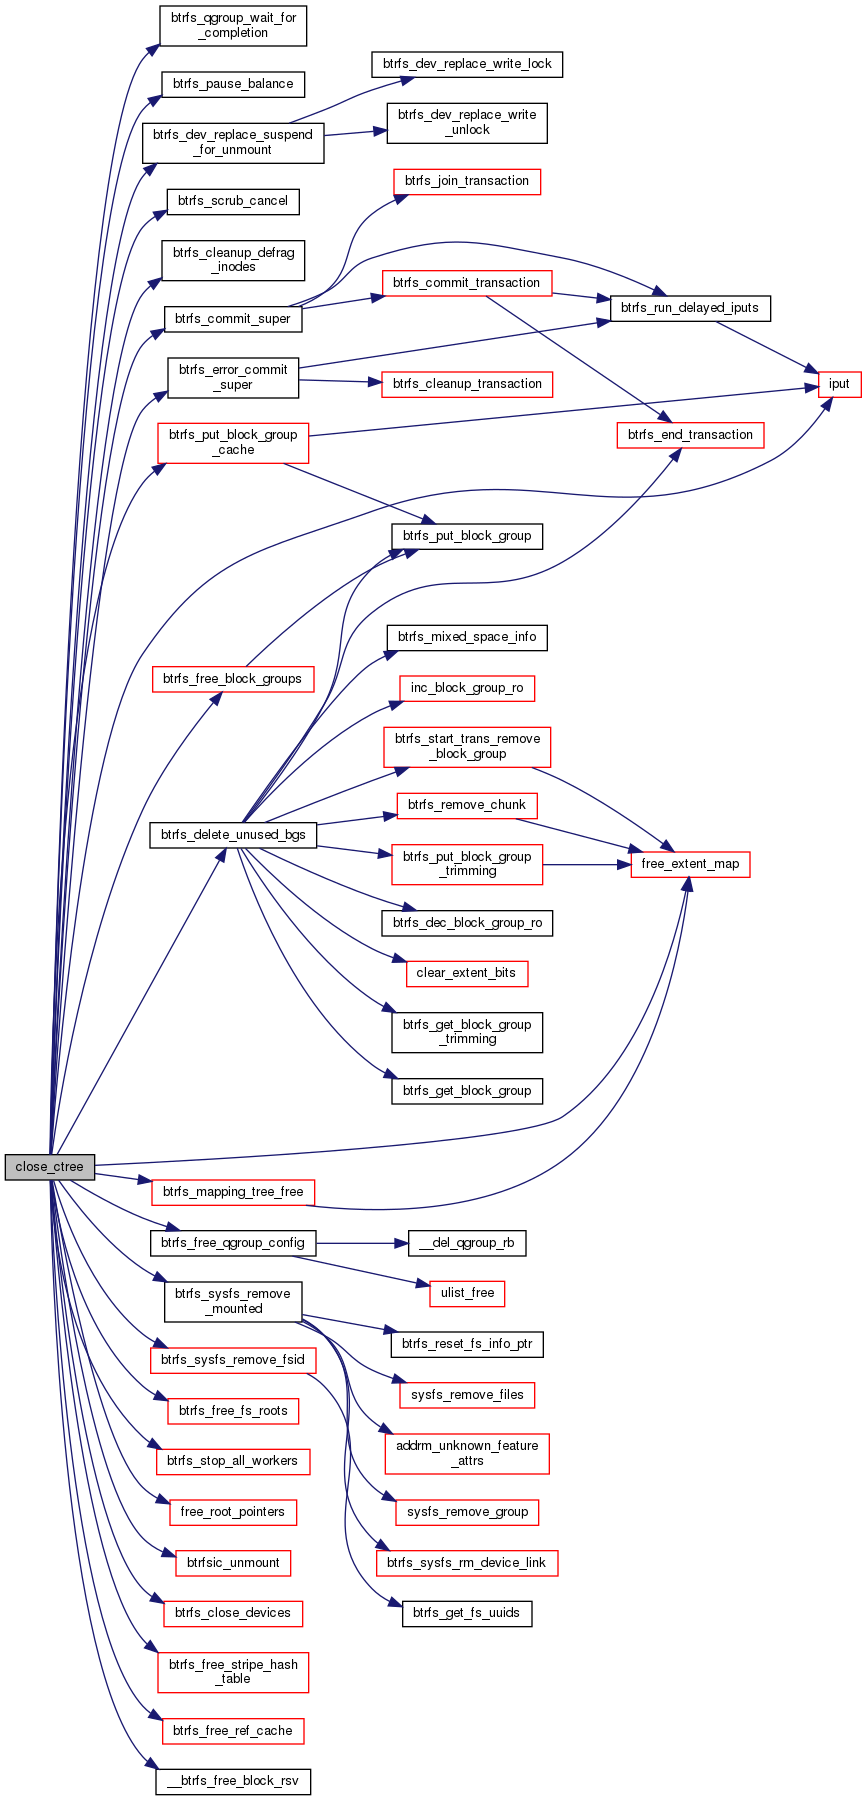 btrfs_qgroup_wait_for
_completion
btrfs_pause_balance
btrfs_dev_replace_suspend
_for_unmount
btrfs_scrub_cancel
btrfs_cleanup_defrag
_inodes
btrfs_commit_super
btrfs_error_commit
_super
btrfs_put_block_group
_cache
btrfs_free_block_groups
btrfs_delete_unused_bgs
close_ctree
btrfs_mapping_tree_free
btrfs_free_qgroup_config
btrfs_sysfs_remove
_mounted
btrfs_sysfs_remove_fsid
btrfs_free_fs_roots
btrfs_stop_all_workers
free_root_pointers
btrfsic_unmount
btrfs_close_devices
btrfs_free_stripe_hash
_table
btrfs_free_ref_cache
__btrfs_free_block_rsv
btrfs_dev_replace_write_lock
btrfs_dev_replace_write
_unlock
btrfs_join_transaction
btrfs_commit_transaction
btrfs_cleanup_transaction
btrfs_put_block_group
btrfs_mixed_space_info
inc_block_group_ro
btrfs_start_trans_remove
_block_group
btrfs_remove_chunk
btrfs_put_block_group
_trimming
btrfs_dec_block_group_ro
clear_extent_bits
btrfs_get_block_group
_trimming
btrfs_get_block_group
__del_qgroup_rb
ulist_free
btrfs_reset_fs_info_ptr
sysfs_remove_files
addrm_unknown_feature
_attrs
sysfs_remove_group
btrfs_sysfs_rm_device_link
btrfs_get_fs_uuids
btrfs_run_delayed_iputs
btrfs_end_transaction
free_extent_map
iput